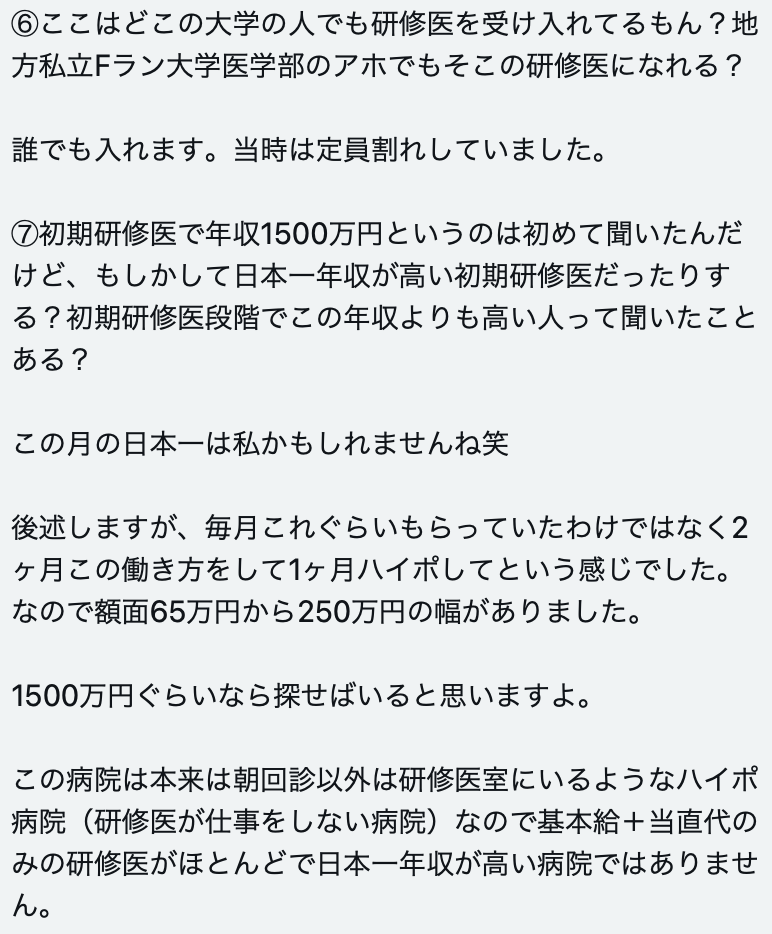 ⑥ここはどこの大学の人でも研修医を受け入れてるもん？地
方私立Fラン大学医学部のアホでもそこの研修医になれる？
誰でも入れます。当時は定員割れしていました。
⑦初期研修医で年収1500万円というのは初めて聞いたんだ
けど、もしかして日本一年収が高い初期研修医だったりす
る？初期研修医段階でこの年収よりも高い人って聞いたこと
ある？
この月の日本一は私かもしれませんね笑
後述しますが、毎月これぐらいもらっていたわけではなく2
ヶ月この働き方をして1ヶ月ハイポしてという感じでした。
なので額面65万円から250万円の幅がありました。
1500万円ぐらいなら探せばいると思いますよ。
この病院は本来は朝回診以外は研修医室にいるようなハイポ
病院（研修医が仕事をしない病院）なので基本給＋当直代の
みの研修医がほとんどで日本一年収が高い病院ではありませ
ん。